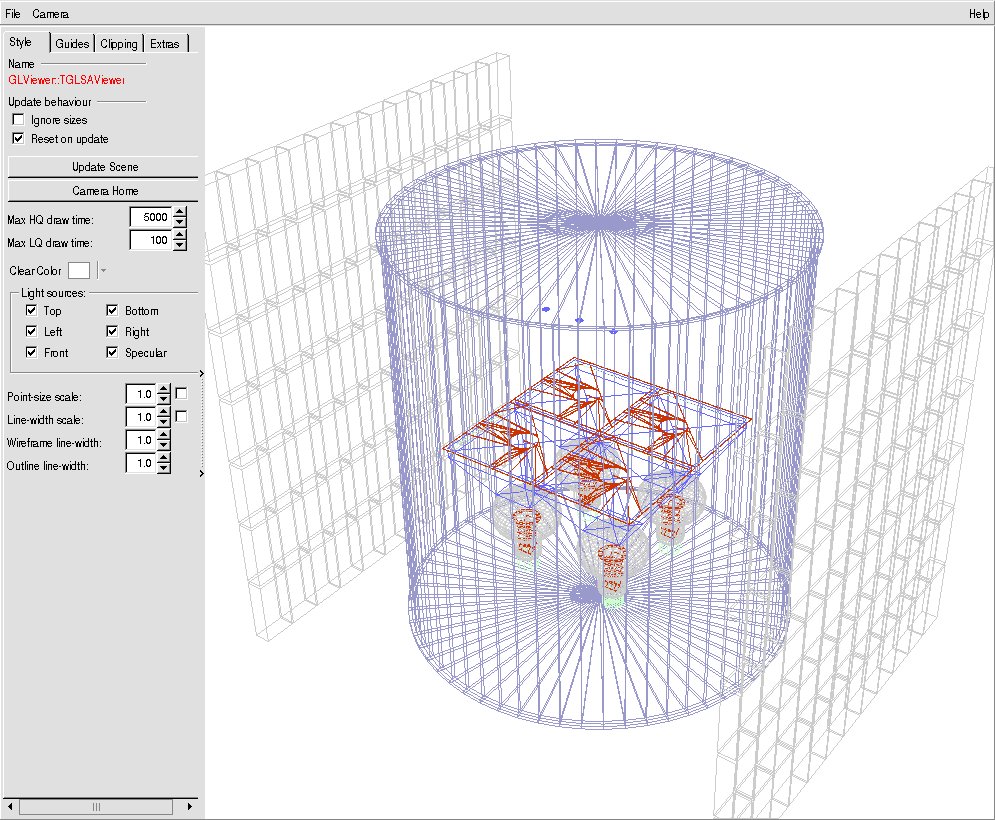 File Camera Help
Style Guides Clipping Extras
Name
GLViewer::TGLSAViewer
Update behaviour
Ignore sizes
Reset on update
Update Scene
Camera Home
Max HQ draw time: 5000
Max LQ draw time: 100
Clear Color
Light sources:
Top Bottom
Left Right
Front Specular
Point-size scale: 1.0
Line-width scale: 1.0
Wireframe line-width: 1.0
Outline line-width: 1.0